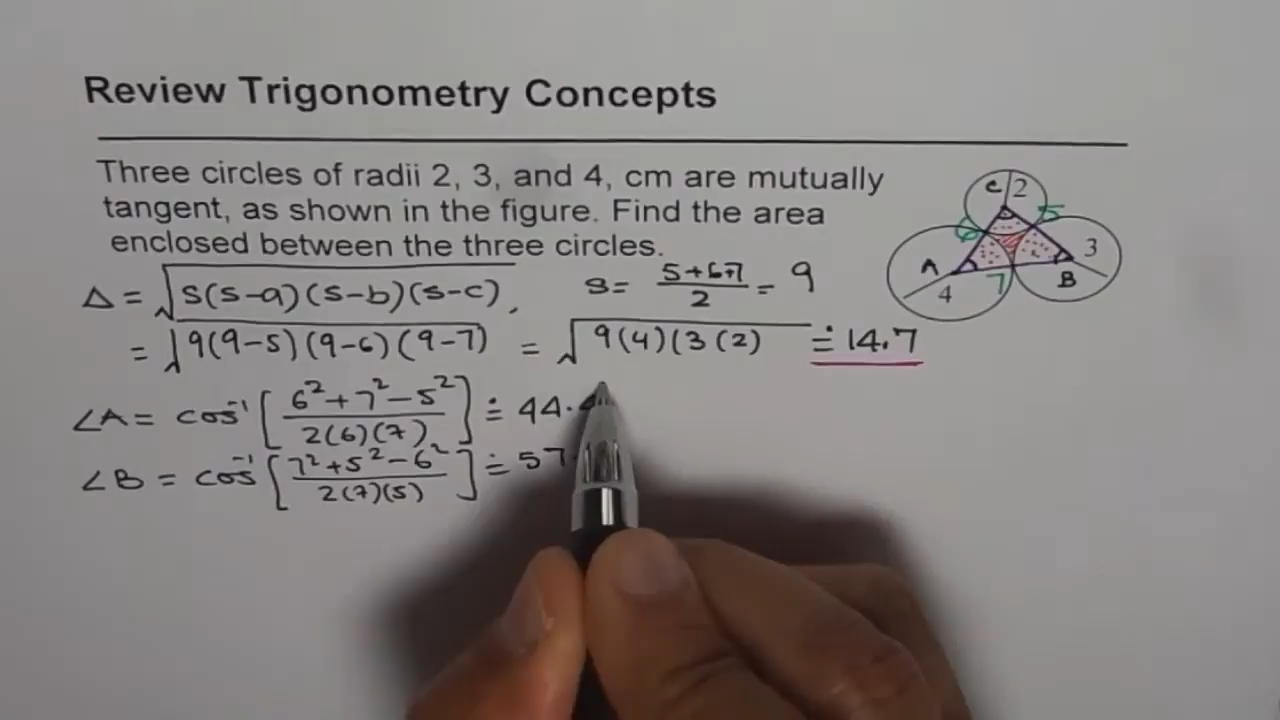 Review Trigonometry Concepts
Three circles of radii 2, 3, and 4, cm are mutually
tangent, as shown in the figure. Find the area
enclosed between the three circles.
Δ = √s(s-a)(s-b)(s-c) , S = (5+6+7)/2 = 9
= √9(9-5)(9-6)(9-7) = √9(4)(3(2) ≐ 14.7
∠A = cos⁻¹[(6²+7²-5²)/(2(6)(7))] ≐ 44.
∠B = cos⁻¹[(7²+5²-6²)/(2(7)(5))] ≐ 57
C 2
6 5
A B 3
4 7